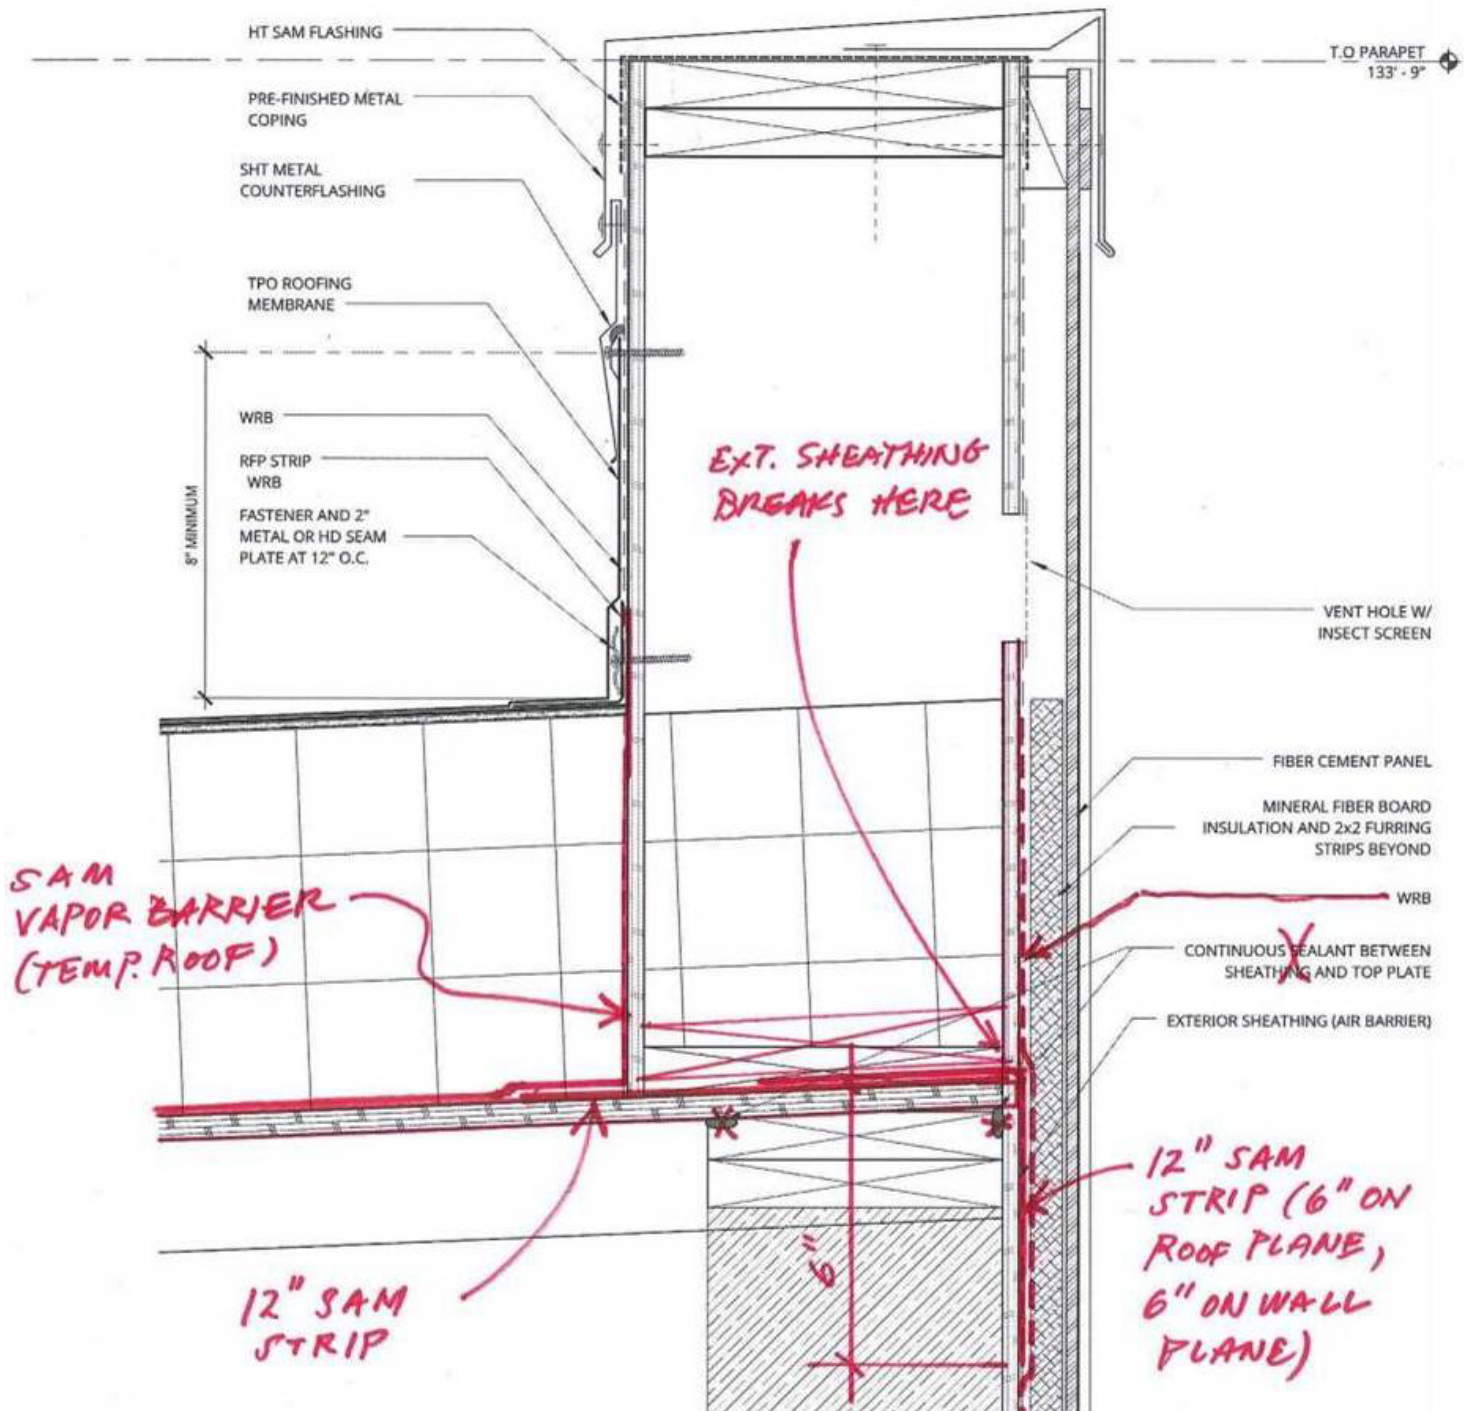 HT SAM FLASHING
T.O PARAPET
133' - 9"
PRE-FINISHED METAL
COPING
SHT METAL
COUNTERFLASHING
TPO ROOFING
MEMBRANE
WRB
RFP STRIP
WRB
FASTENER AND 2"
METAL OR HD SEAM
PLATE AT 12" O.C.
8" MINIMUM
EXT. SHEATHING
BREAKS HERE
VENT HOLE W/
INSECT SCREEN
FIBER CEMENT PANEL
MINERAL FIBER BOARD
INSULATION AND 2x2 FURRING
STRIPS BEYOND
WRB
CONTINUOUS SEALANT BETWEEN
SHEATHING AND TOP PLATE
EXTERIOR SHEATHING (AIR BARRIER)
SAM
VAPOR BARRIER
(TEMP. ROOF)
12" SAM
STRIP
6"
12" SAM
STRIP (6" ON
ROOF PLANE,
6" ON WALL
PLANE)